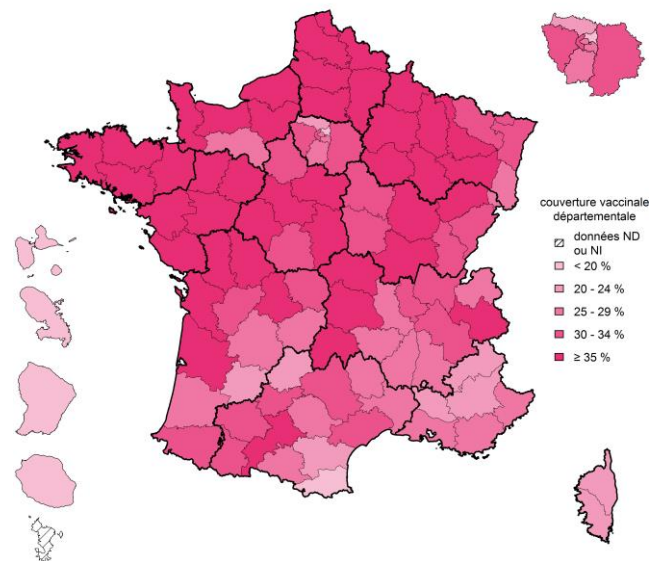 couverture vaccinale
départementale
données ND
ou NI
< 20 %
20 - 24 %
25 - 29 %
30 - 34 %
≥ 35 %